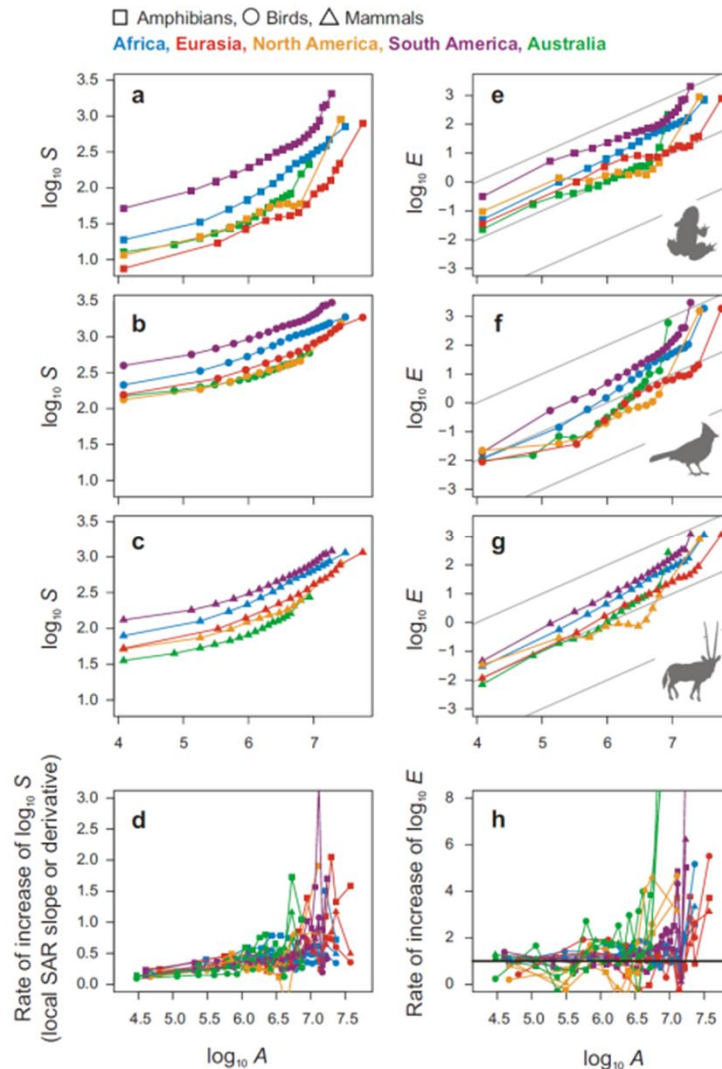 □ Amphibians, ○ Birds, △ Mammals
Africa, Eurasia, North America, South America, Australia
a
3.5
3.0
2.5
2.0
1.5
1.0
log₁₀ S
e
3
2
1
0
−1
−2
−3
log₁₀ E
b
3.5
3.0
2.5
2.0
1.5
1.0
log₁₀ S
f
3
2
1
0
−1
−2
−3
log₁₀ E
c
3.5
3.0
2.5
2.0
1.5
1.0
log₁₀ S
4 5 6 7
g
3
2
1
0
−1
−2
−3
log₁₀ E
4 5 6 7
d
3.0
2.5
2.0
1.5
1.0
0.5
0.0
Rate of increase of log₁₀ S
(local SAR slope or derivative)
4.5 5.0 5.5 6.0 6.5 7.0 7.5
log₁₀ A
h
8
6
4
2
0
Rate of increase of log₁₀ E
4.5 5.0 5.5 6.0 6.5 7.0 7.5
log₁₀ A